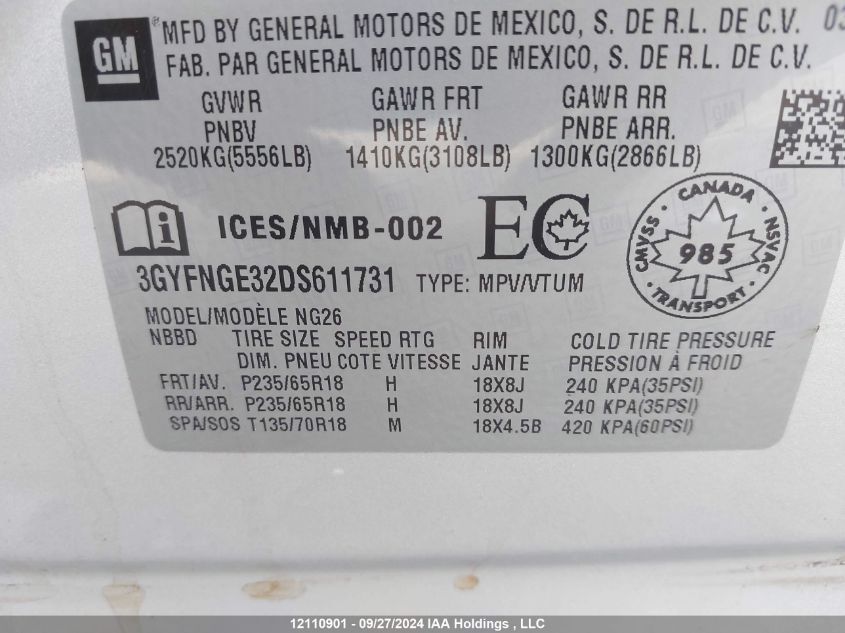 GM
® MFD BY GENERAL MOTORS DE MEXICO, S. DE R.L. DE C.V. 03
FAB. PAR GENERAL MOTORS DE MEXICO, S. DE R.L. DE C.V.
GVWR GAWR FRT GAWR RR
PNBV PNBE AV. PNBE ARR.
2520KG(5556LB) 1410KG(3108LB) 1300KG(2866LB)
i ICES/NMB-002 EC
CANADA
CMVSS 985 NSVAC
TRANSPORT
3GYFNGE32DS611731 TYPE: MPV/VTUM
MODEL/MODÈLE NG26
NBBD TIRE SIZE SPEED RTG RIM COLD TIRE PRESSURE
DIM. PNEU COTE VITESSE JANTE PRESSION À FROID
FRT/AV. P235/65R18 H 18X8J 240 KPA(35PSI)
RR/ARR. P235/65R18 H 18X8J 240 KPA(35PSI)
SPA/SOS T135/70R18 M 18X4.5B 420 KPA(60PSI)
12110901 - 09/27/2024 IAA Holdings , LLC